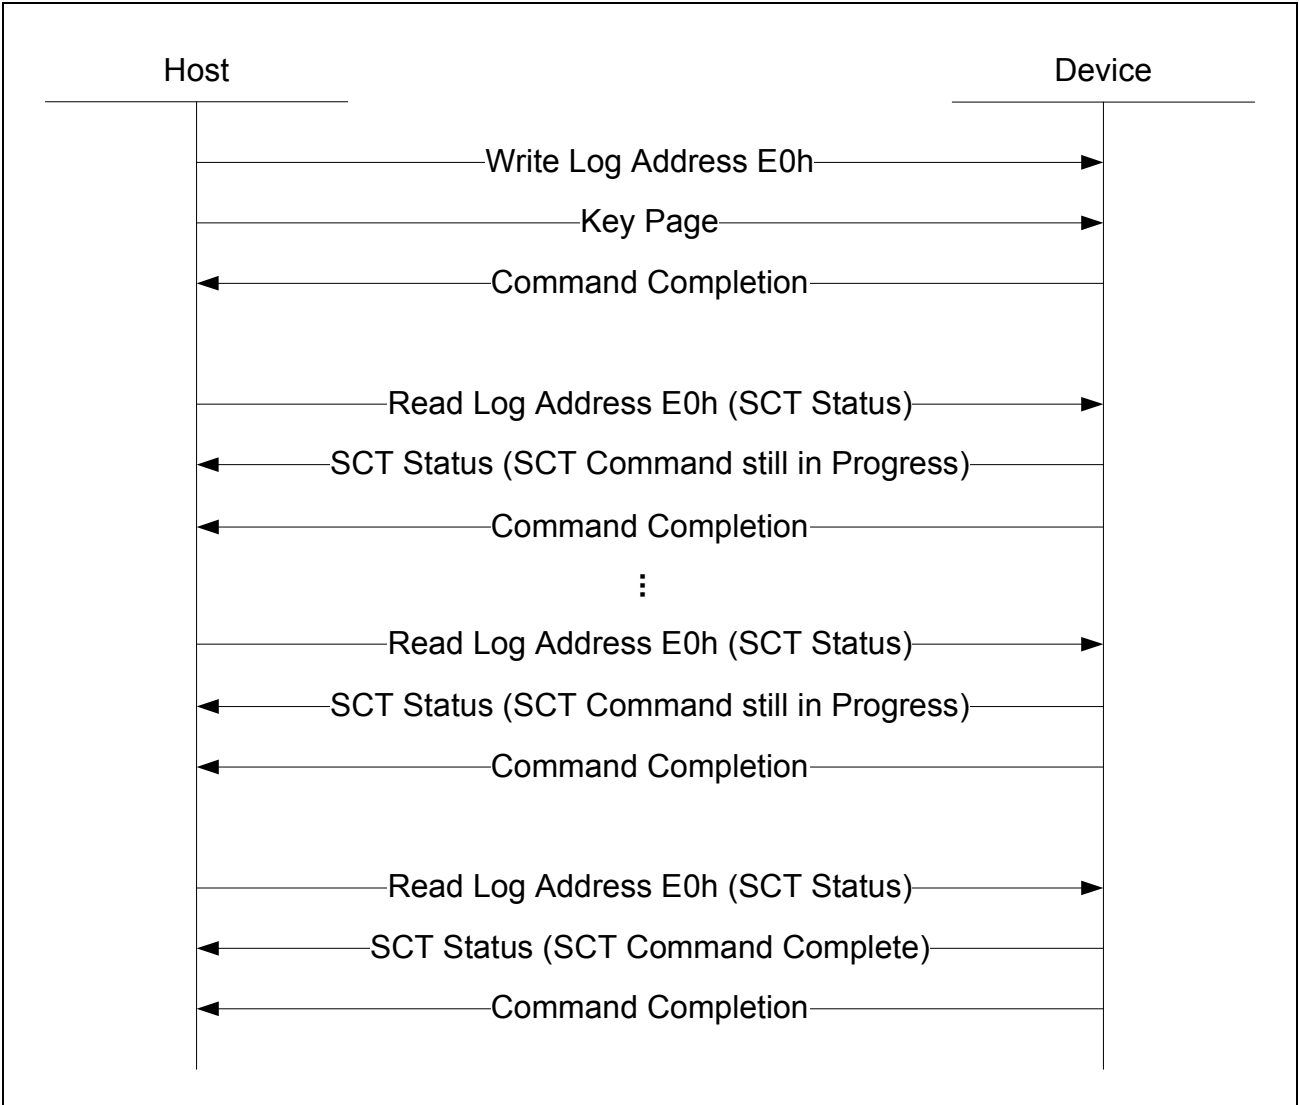 Host
Device
Write Log Address E0h
Key Page
Command Completion
Read Log Address E0h (SCT Status)
SCT Status (SCT Command still in Progress)
Command Completion
...
Read Log Address E0h (SCT Status)
SCT Status (SCT Command still in Progress)
Command Completion
Read Log Address E0h (SCT Status)
SCT Status (SCT Command Complete)
Command Completion